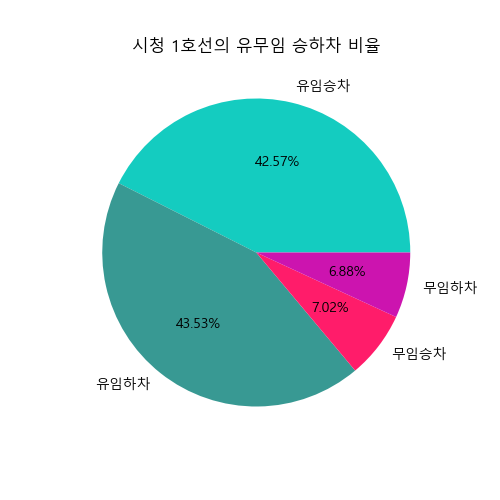 시청 1호선의 유무임 승하차 비율
유임승차
42.57%
6.88%
무임하차
7.02%
43.53%
무임승차
유임하차